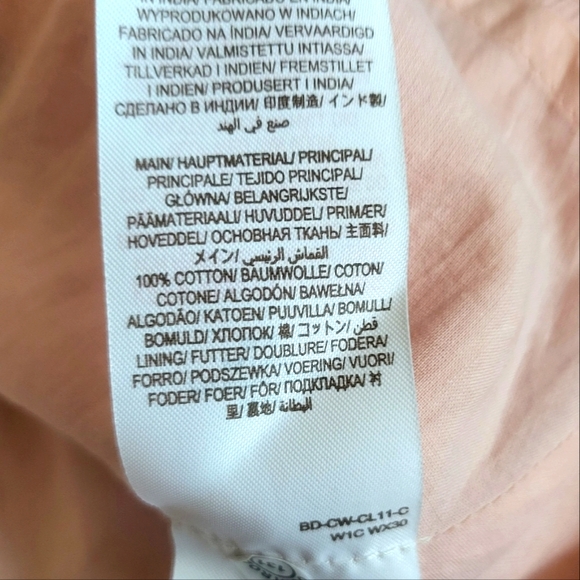 IN INDIA/ FABRICADO EN INDIA/
WYPRODUKOWANO W INDIACH/
FABRICADO NA ÍNDIA/ VERVAARDIGD
IN INDIA/ VALMISTETTU INTIASSA/
TILLVERKAD I INDIEN/ FREMSTILLET
I INDIEN/ PRODUSERT I INDIA/
СДЕЛАНО В ИНДИИ/ 印度制造/ インド製/
صنع في الهند
MAIN/ HAUPTMATERIAL/ PRINCIPAL/
PRINCIPALE/ TEJIDO PRINCIPAL/
GŁÓWNA/ BELANGRIJKSTE/
PÄÄMATERIAALI/ HUVUDDEL/ PRIMÆR/
HOVEDDEL/ ОСНОВНАЯ ТКАНЬ/ 主面料/
メイン/ القماش الرئيسي/
100% COTTON/ BAUMWOLLE/ COTON/
COTONE/ ALGODÓN/ BAWEŁNA/
ALGODÃO/ KATOEN/ PUUVILLA/ BOMULL/
BOMULD/ ХЛОПОК/ 棉/ コットン/ قطن/
LINING/ FUTTER/ DOUBLURE/ FODERA/
FORRO/ PODSZEWKA/ VOERING/ VUORI/
FODER/ FOER/ FÔR/ ПОДКЛАДКА/ 衬
里/ 裏地/ البطانة/
BD-CW-CL11-C
W1C WX30